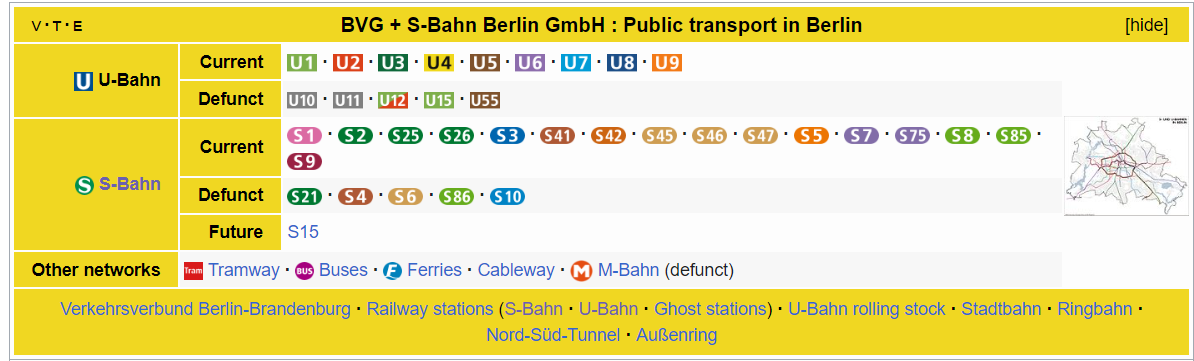 V · T · E BVG + S-Bahn Berlin GmbH : Public transport in Berlin [hide]
U U-Bahn
Current U1 · U2 · U3 · U4 · U5 · U6 · U7 · U8 · U9
Defunct U10 · U11 · U12 · U15 · U55
S S-Bahn
Current S1 · S2 · S25 · S26 · S3 · S41 · S42 · S45 · S46 · S47 · S5 · S7 · S75 · S8 · S85 ·
S9
Defunct S21 · S4 · S6 · S86 · S10
Future S15
Other networks Tram Tramway · BUS Buses · F Ferries · Cableway · M M-Bahn (defunct)
Verkehrsverbund Berlin-Brandenburg · Railway stations (S-Bahn · U-Bahn · Ghost stations) · U-Bahn rolling stock · Stadtbahn · Ringbahn ·
Nord-Süd-Tunnel · Außenring